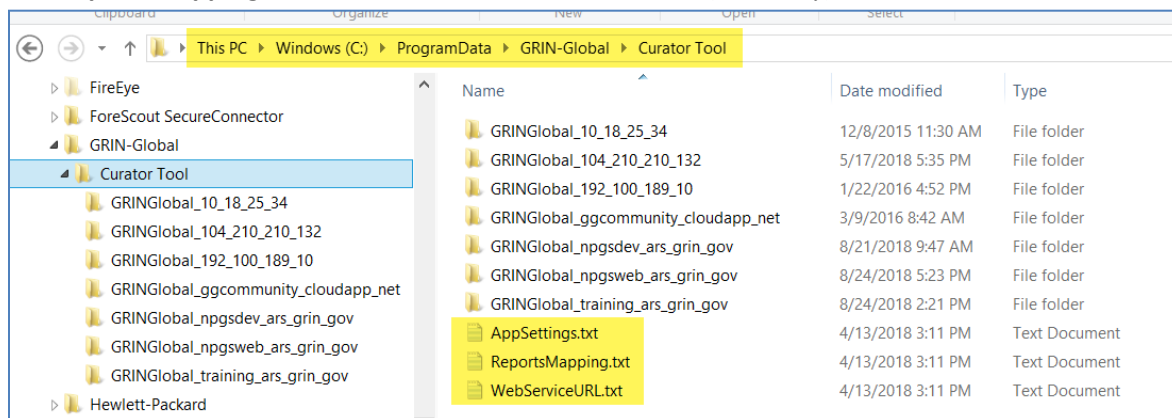 Clipboard Organize New Open Select
This PC Windows (C:) ProgramData GRIN-Global Curator Tool
FireEye
ForeScout SecureConnector
GRIN-Global
Curator Tool
GRINGlobal_10_18_25_34
GRINGlobal_104_210_210_132
GRINGlobal_192_100_189_10
GRINGlobal_ggcommunity_cloudapp_net
GRINGlobal_npgsdev_ars_grin_gov
GRINGlobal_npgsweb_ars_grin_gov
GRINGlobal_training_ars_grin_gov
Hewlett-Packard
Name Date modified Type
GRINGlobal_10_18_25_34 12/8/2015 11:30 AM File folder
GRINGlobal_104_210_210_132 5/17/2018 5:35 PM File folder
GRINGlobal_192_100_189_10 1/22/2016 4:52 PM File folder
GRINGlobal_ggcommunity_cloudapp_net 3/9/2016 8:42 AM File folder
GRINGlobal_npgsdev_ars_grin_gov 8/21/2018 9:47 AM File folder
GRINGlobal_npgsweb_ars_grin_gov 8/24/2018 5:23 PM File folder
GRINGlobal_training_ars_grin_gov 8/24/2018 2:21 PM File folder
AppSettings.txt 4/13/2018 3:11 PM Text Document
ReportsMapping.txt 4/13/2018 3:11 PM Text Document
WebServiceURL.txt 4/13/2018 3:11 PM Text Document